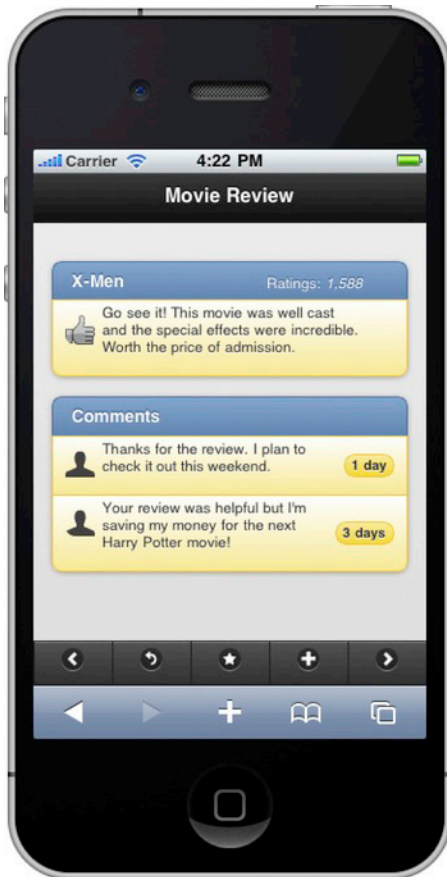 Carrier 4:22 PM
Movie Review
X-Men Ratings: 1,588
Go see it! This movie was well cast
and the special effects were incredible.
Worth the price of admission.
Comments
Thanks for the review. I plan to
check it out this weekend.
1 day
Your review was helpful but I'm
saving my money for the next
Harry Potter movie!
3 days